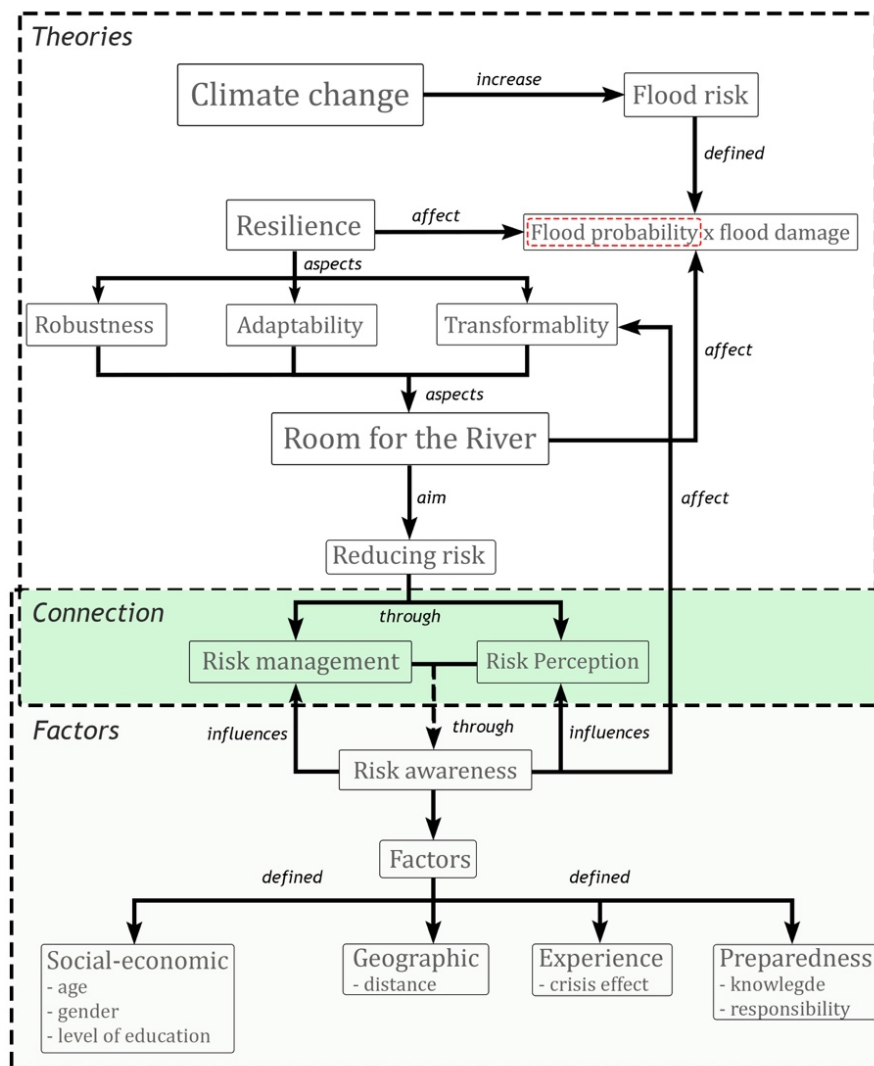 Theories
Climate change
increase
Flood risk
defined
Resilience
affect
Flood probability x flood damage
aspects
Robustness
Adaptability
Transformablity
affect
aspects
Room for the River
aim
affect
Reducing risk
Connection
through
Risk management
Risk Perception
Factors
influences
through
influences
Risk awareness
Factors
defined
defined
Social-economic
- age
- gender
- level of education
Geographic
- distance
Experience
- crisis effect
Preparedness
- knowlegde
- responsibility